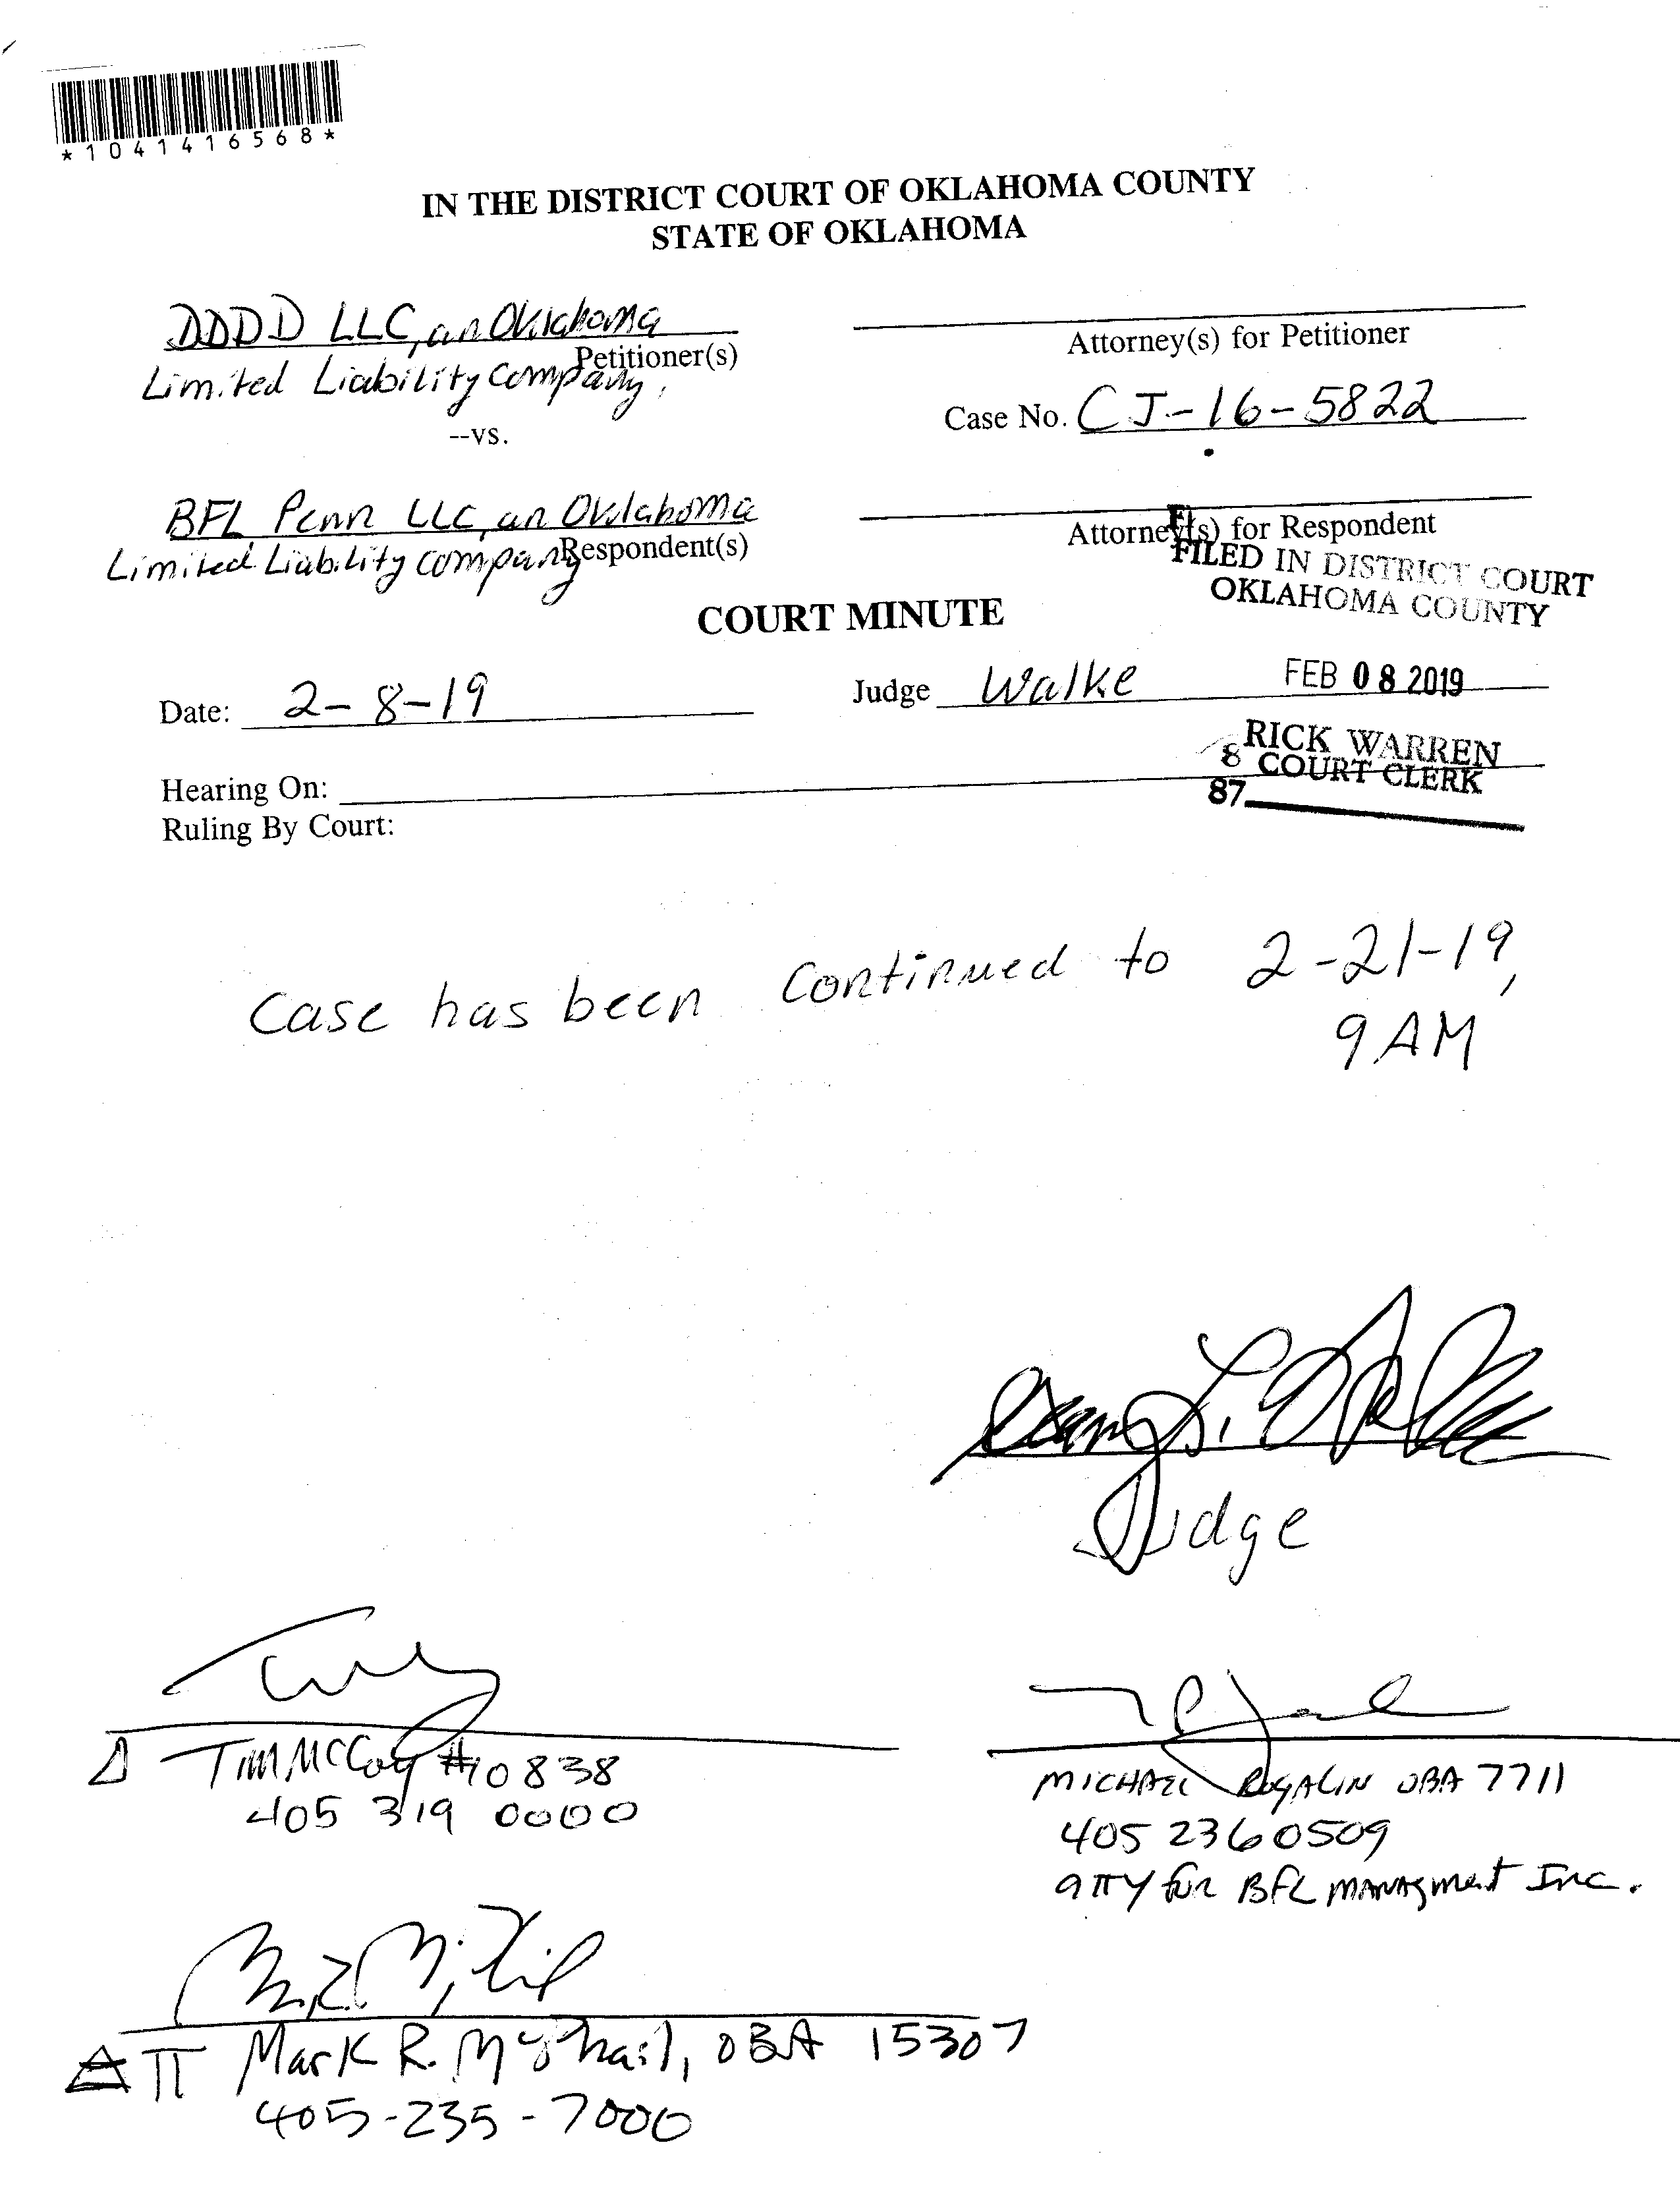 *1041416568*
IN THE DISTRICT COURT OF OKLAHOMA COUNTY
STATE OF OKLAHOMA
DDDD LLC, an Oklahoma
Petitioner(s)
Limited Liability Company,
--vs.
Attorney(s) for Petitioner
Case No. CJ-16-5822
BFL Penn LLC, an Oklahoma
Respondent(s)
Limited Liability company
Attorney(s) for Respondent
FILED IN DISTRICT COURT
OKLAHOMA COUNTY
COURT MINUTE
Date: 2-8-19
Judge Walke
FEB 08 2019
RICK WARREN
COURT CLERK
87
Hearing On:
Ruling By Court:
Case has been continued to 2-21-19,
9 AM
Judge
Δ Tim McCoy #10838
405 319 0000
MICHAEL ROGALIN OBA 7711
405 236 0509
atty for BFL Managment Inc.
π Mark R. McPhail, OBA 15307
405-235-7000